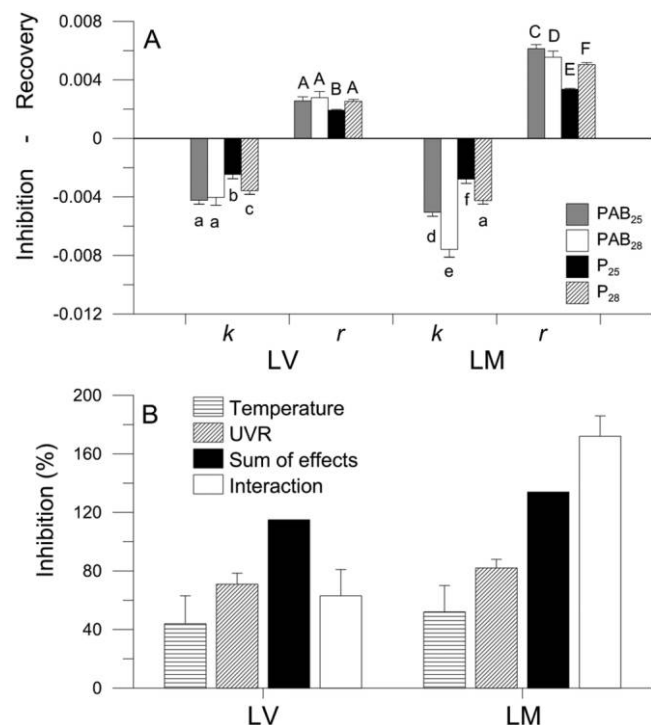 A
Inhibition - Recovery
0.008
0.004
0
-0.004
-0.008
-0.012
a a b c
A A B A
d e f a
C D E F
PAB₂₅
PAB₂₈
P₂₅
P₂₈
k r k r
LV LM
B
Inhibition (%)
200
160
120
80
40
0
Temperature
UVR
Sum of effects
Interaction
LV LM